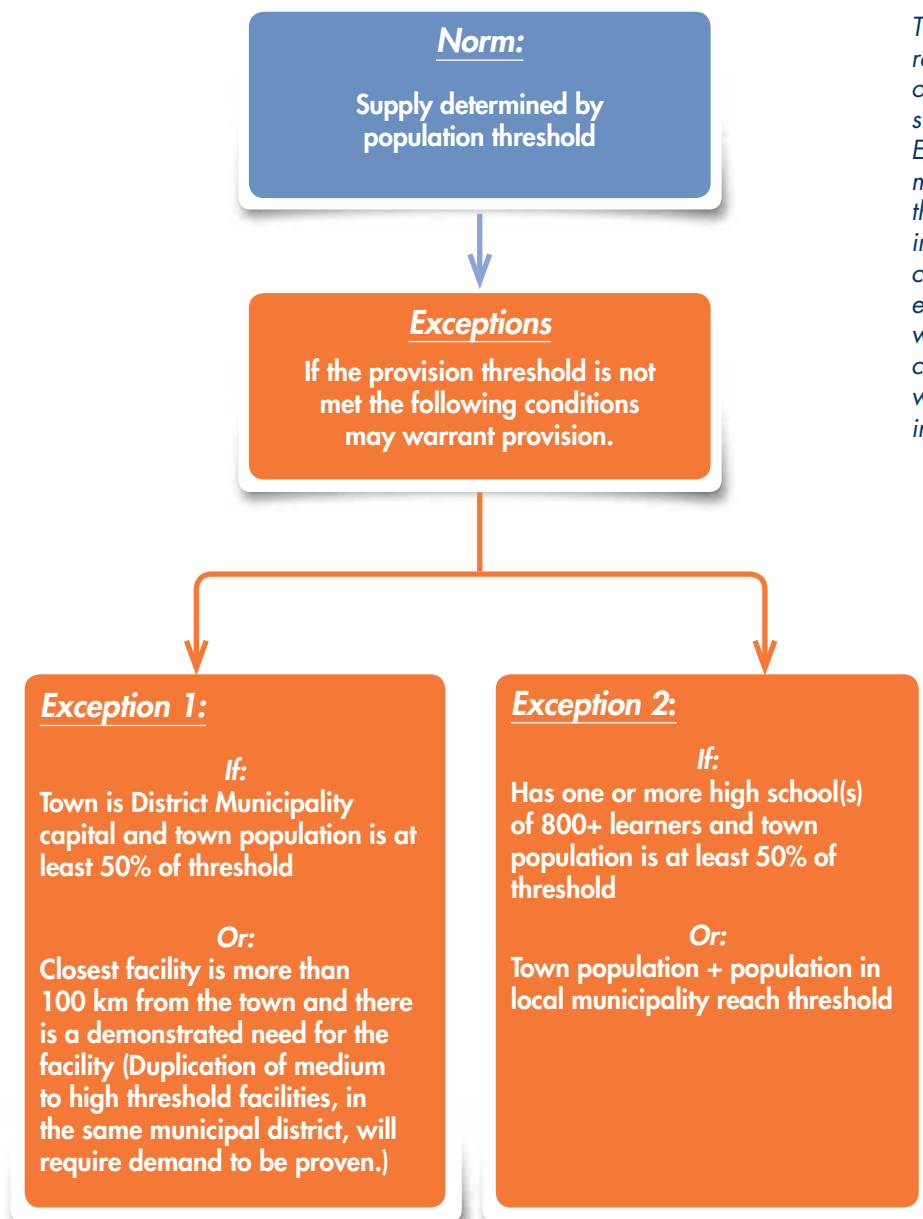 Norm:
Supply determined by
population threshold
Exceptions
If the provision threshold is not
met the following conditions
may warrant provision.
Exception 1:
If:
Town is District Municipality
capital and town population is at
least 50% of threshold
Or:
Closest facility is more than
100 km from the town and there
is a demonstrated need for the
facility (Duplication of medium
to high threshold facilities, in
the same municipal district, will
require demand to be proven.)
Exception 2:
If:
Has one or more high school(s)
of 800+ learners and town
population is at least 50% of
threshold
Or:
Town population + population in
local municipality reach threshold